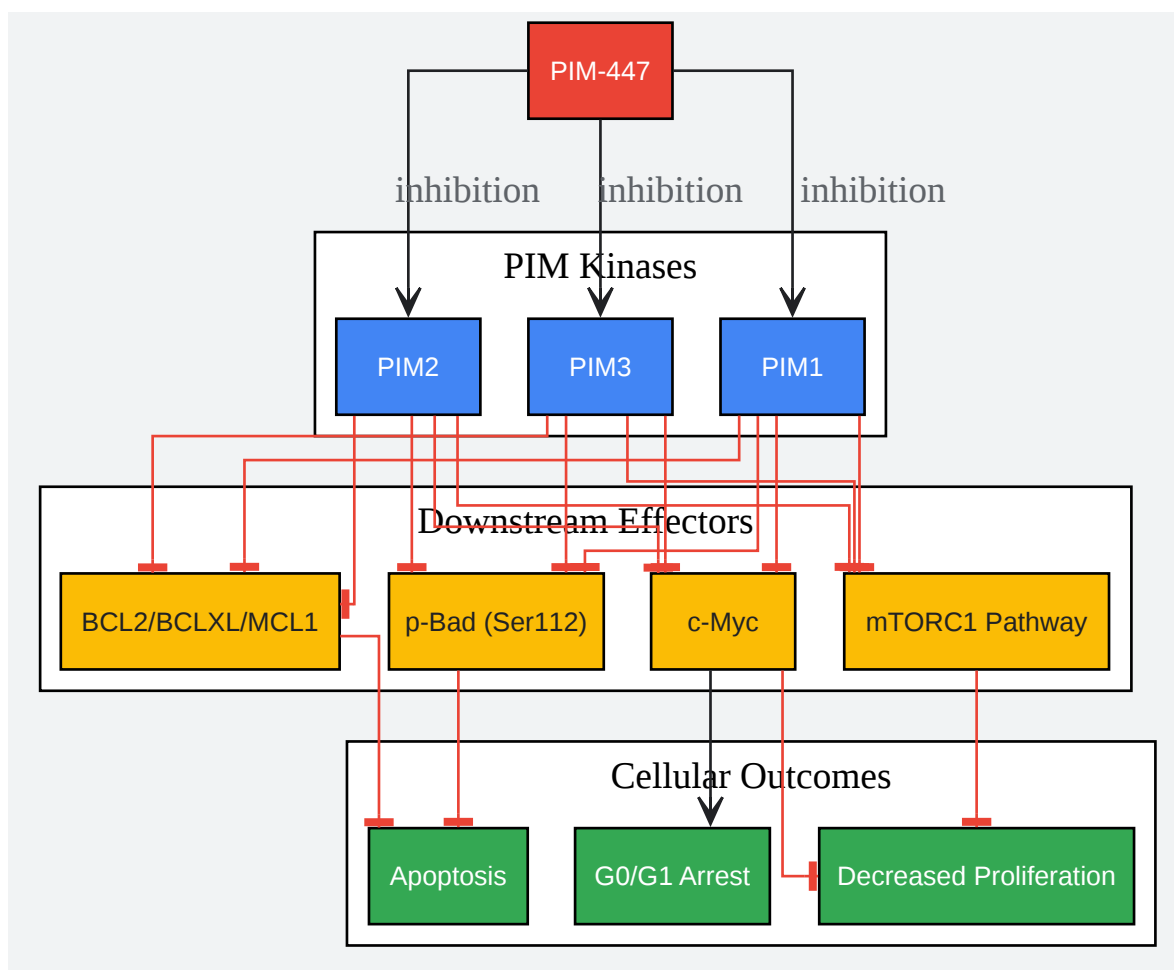 PIM-447
inhibition
inhibition
inhibition
PIM Kinases
PIM2
PIM3
PIM1
Downstream Effectors
BCL2/BCLXL/MCL1
p-Bad (Ser112)
c-Myc
mTORC1 Pathway
Cellular Outcomes
Apoptosis
G0/G1 Arrest
Decreased Proliferation